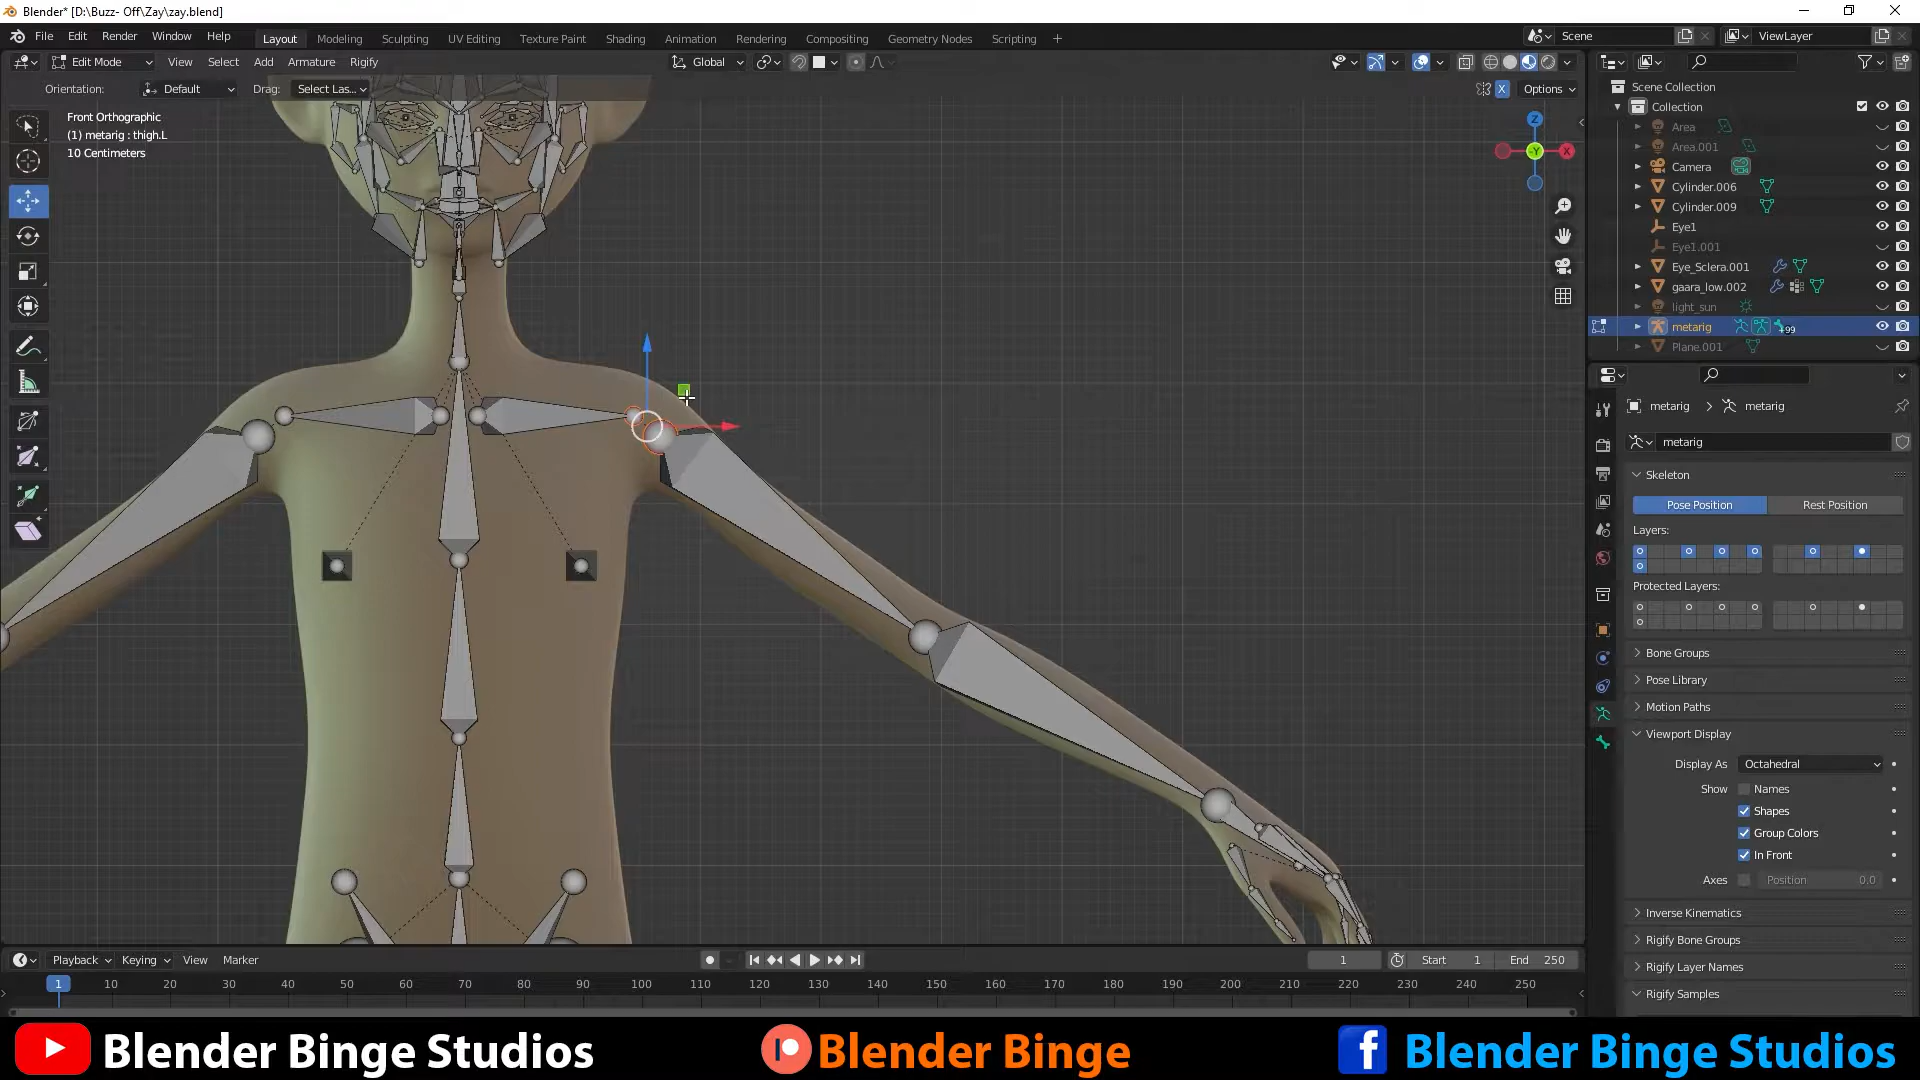 Blender* [D:\Buzz- Off\Zay\zay.blend]
File Edit Render Window Help Layout Modeling Sculpting UV Editing Texture Paint Shading Animation Rendering Compositing Geometry Nodes Scripting + Scene ViewLayer
Edit Mode View Select Add Armature Rigify Global
Orientation: Default Drag: Select Las... X Options
Front Orthographic
(1) metarig : thigh.L
10 Centimeters
Z
-Y
X
Scene Collection
Collection
Area
Area.001
Camera
Cylinder.006
Cylinder.009
Eye1
Eye1.001
Eye_Sclera.001
gaara_low.002
light_sun
metarig +99
Plane.001
metarig > metarig
metarig
Skeleton
Pose Position Rest Position
Layers:
Protected Layers:
Bone Groups
Pose Library
Motion Paths
Viewport Display
Display As Octahedral
Show Names
Shapes
Group Colors
In Front
Axes Position 0.0
Inverse Kinematics
Rigify Bone Groups
Rigify Layer Names
Rigify Samples
Playback Keying View Marker 1 Start 1 End 250
1 10 20 30 40 50 60 70 80 90 100 110 120 130 140 150 160 170 180 190 200 210 220 230 240 250
Blender Binge Studios Blender Binge Blender Binge Studios